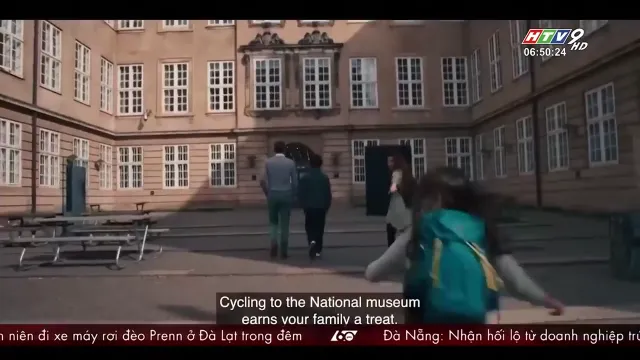 HTV9 HD
06:50:24
Cycling to the National museum
earns your family a treat.
niên đi xe máy rơi đèo Prenn ở Đà Lạt trong đêm 60 Đà Nẵng: Nhận hối lộ từ doanh nghiệp